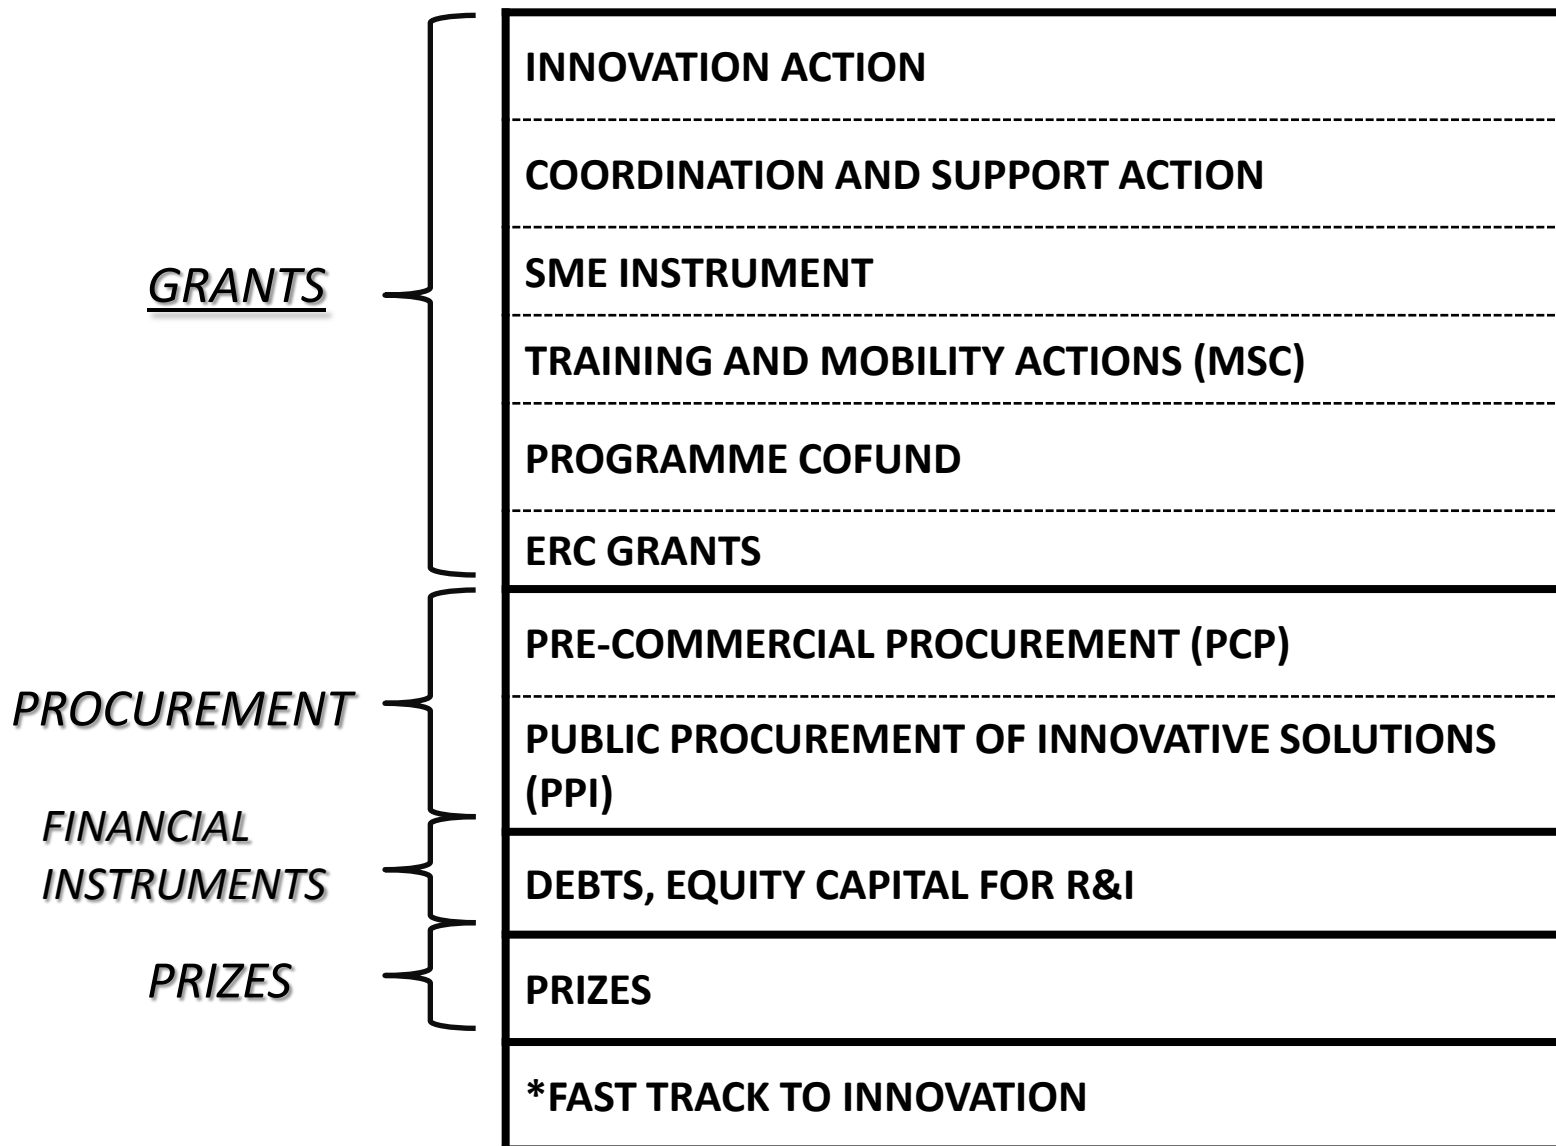 GRANTS
INNOVATION ACTION
COORDINATION AND SUPPORT ACTION
SME INSTRUMENT
TRAINING AND MOBILITY ACTIONS (MSC)
PROGRAMME COFUND
ERC GRANTS
PROCUREMENT
PRE-COMMERCIAL PROCUREMENT (PCP)
PUBLIC PROCUREMENT OF INNOVATIVE SOLUTIONS
(PPI)
FINANCIAL
INSTRUMENTS
DEBTS, EQUITY CAPITAL FOR R&I
PRIZES
PRIZES
*FAST TRACK TO INNOVATION